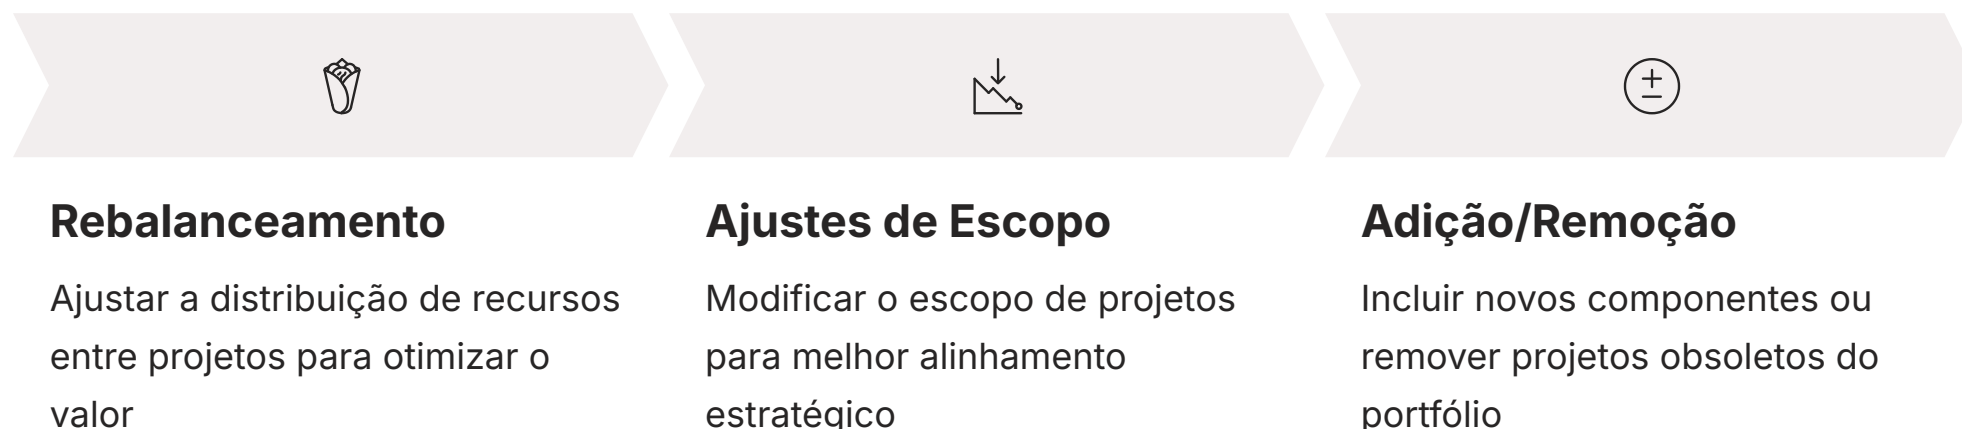 Rebalanceamento
Ajustar a distribuição de recursos
entre projetos para otimizar o
valor
Ajustes de Escopo
Modificar o escopo de projetos
para melhor alinhamento
estratégico
Adição/Remoção
Incluir novos componentes ou
remover projetos obsoletos do
portfólio